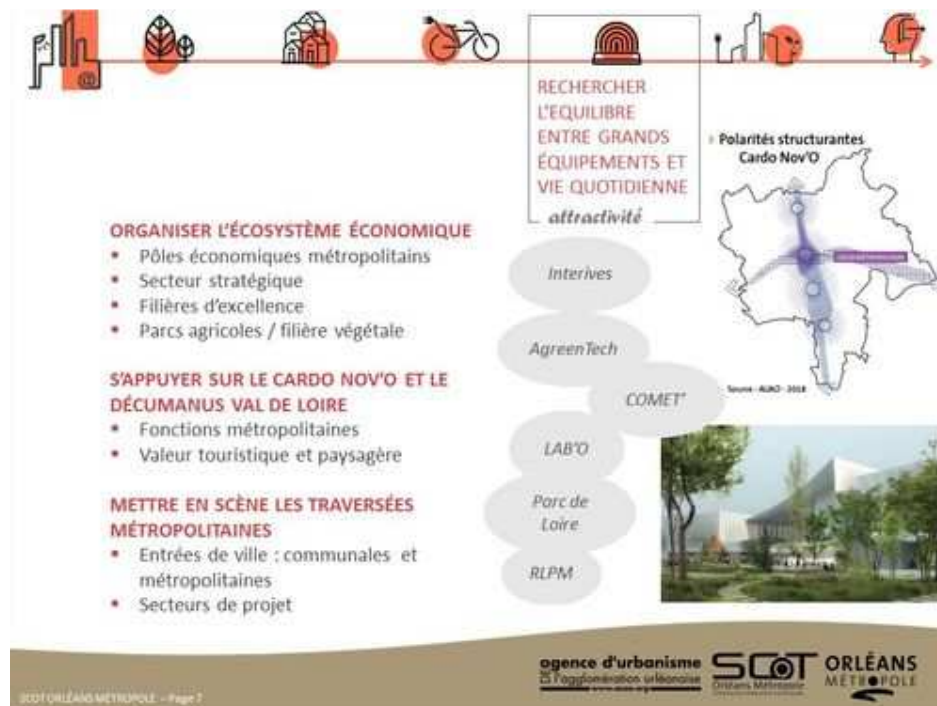 @
RECHERCHER
L'EQUILIBRE
ENTRE GRANDS
ÉQUIPEMENTS ET
VIE QUOTIDIENNE
attractivité
Polarités structurantes
Cardo Nov'O
ORGANISER L'ÉCOSYSTÈME ÉCONOMIQUE
Pôles économiques métropolitains
Secteur stratégique
Filières d'excellence
Parcs agricoles / filière végétale
S'APPUYER SUR LE CARDO NOV'O ET LE
DÉCUMANUS VAL DE LOIRE
Fonctions métropolitaines
Valeur touristique et paysagère
METTRE EN SCÈNE LES TRAVERSÉES
MÉTROPOLITAINES
Entrées de ville : communales et
métropolitaines
Secteurs de projet
Interives
AgreenTech
COMET'
LAB'O
Parc de
Loire
RLPM
Source - AUAO - 2018
agence d'urbanisme
de l'agglomération orléanaise
SCOT
Orléans Métropole
ORLÉANS
MÉTROPOLE
SCOT ORLÉANS MÉTROPOLE – Page 7